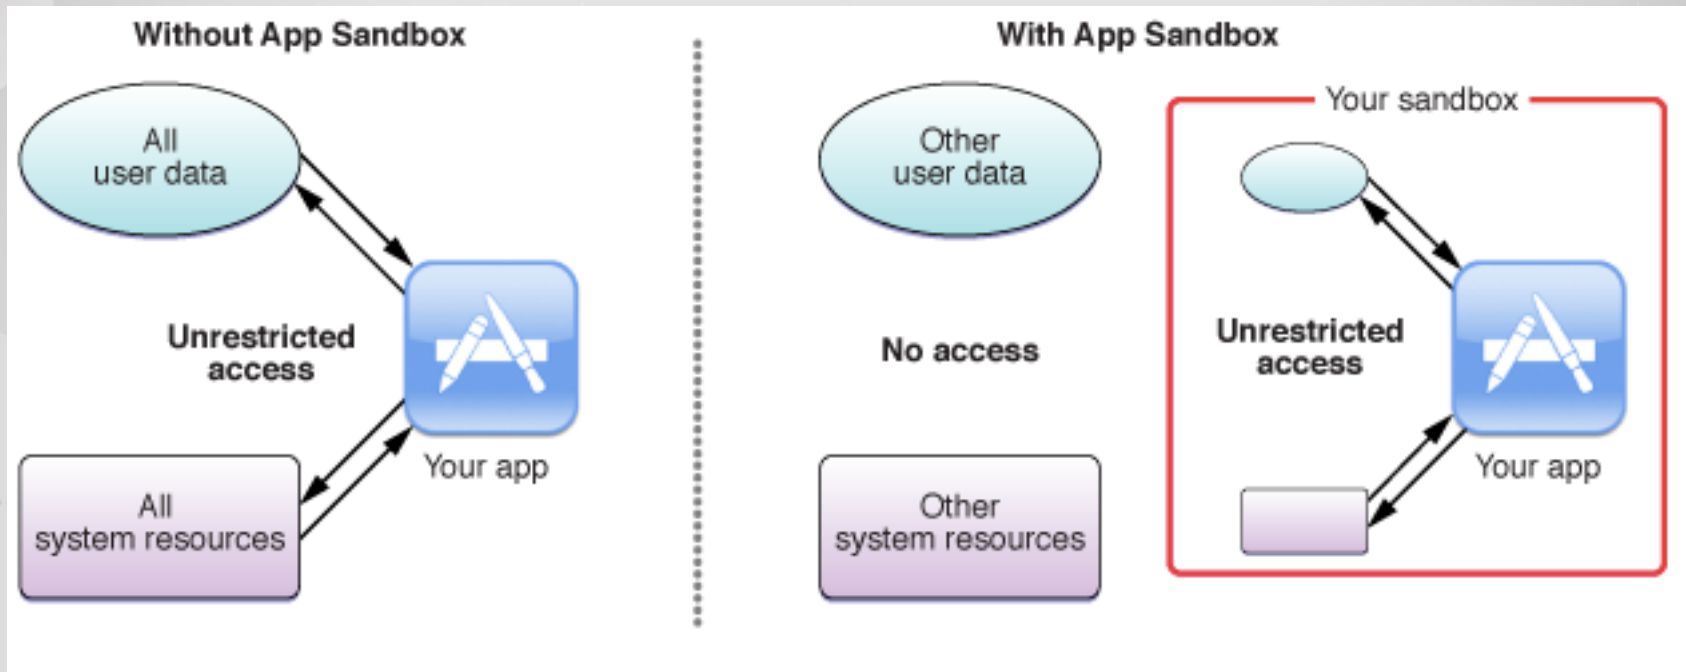 Without App Sandbox
All
user data
Unrestricted
access
Your app
All
system resources
With App Sandbox
Other
user data
No access
Other
system resources
Your sandbox
Unrestricted
access
Your app